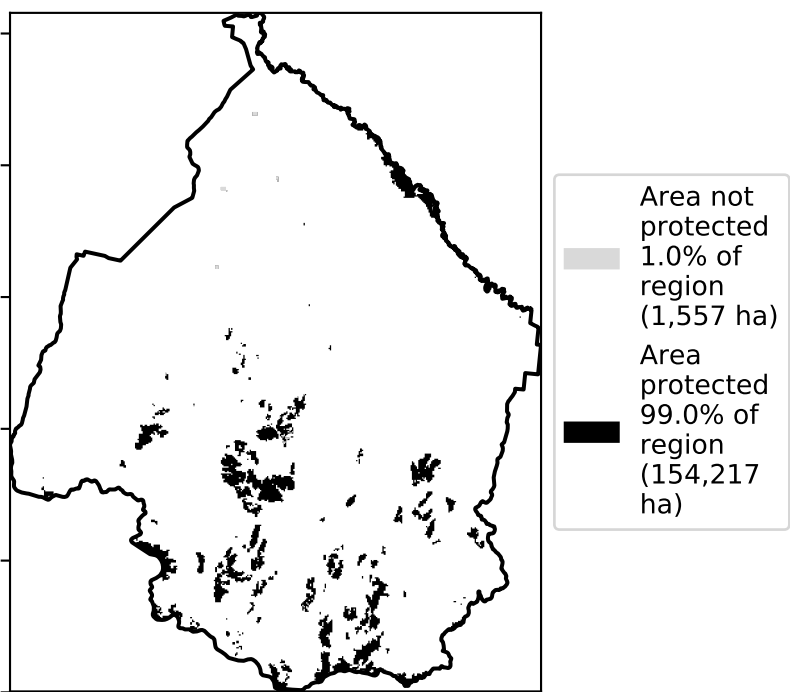 Area not
protected
1.0% of
region
(1,557 ha)
Area
protected
99.0% of
region
(154,217
ha)